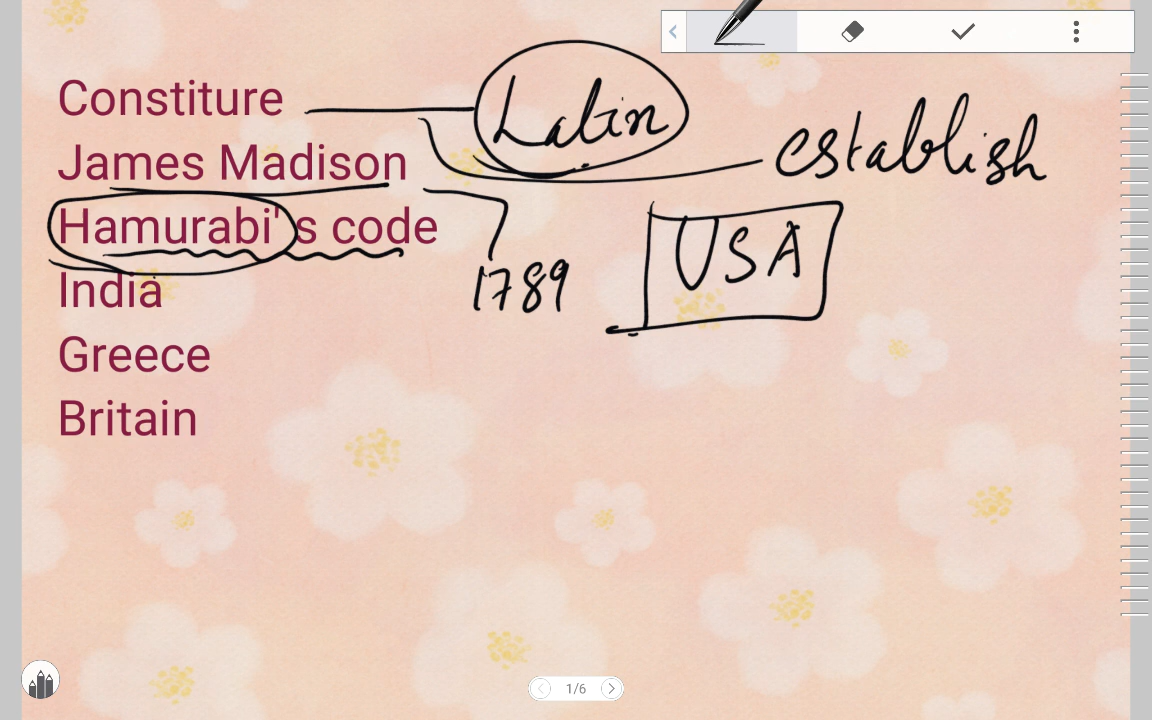 Constiture Latin
establish
James Madison
Hamurabi' s code
1789 USA
India
Greece
Britain
1/6